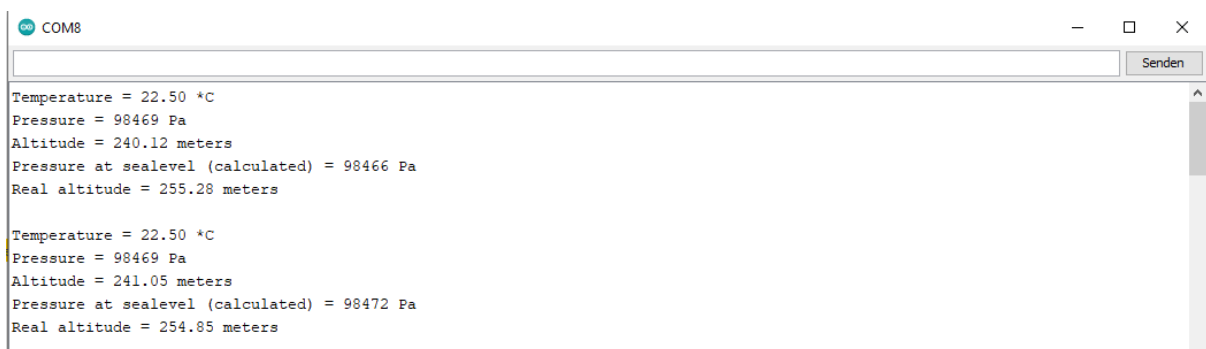 COM8
Senden
Temperature = 22.50 *C
Pressure = 98469 Pa
Altitude = 240.12 meters
Pressure at sealevel (calculated) = 98466 Pa
Real altitude = 255.28 meters
Temperature = 22.50 *C
Pressure = 98469 Pa
Altitude = 241.05 meters
Pressure at sealevel (calculated) = 98472 Pa
Real altitude = 254.85 meters